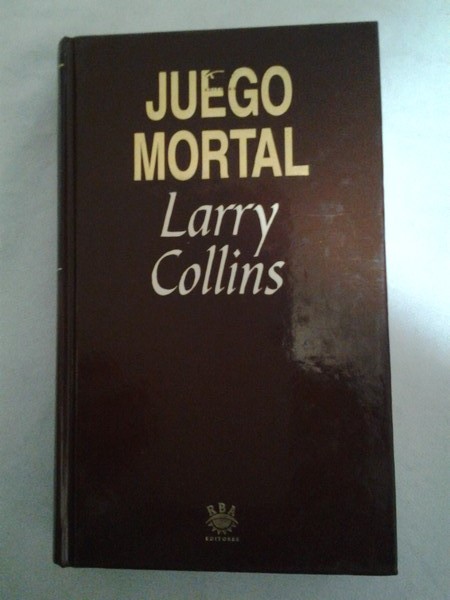 JUEGO
MORTAL
Larry
Collins
RBA
EDITORES